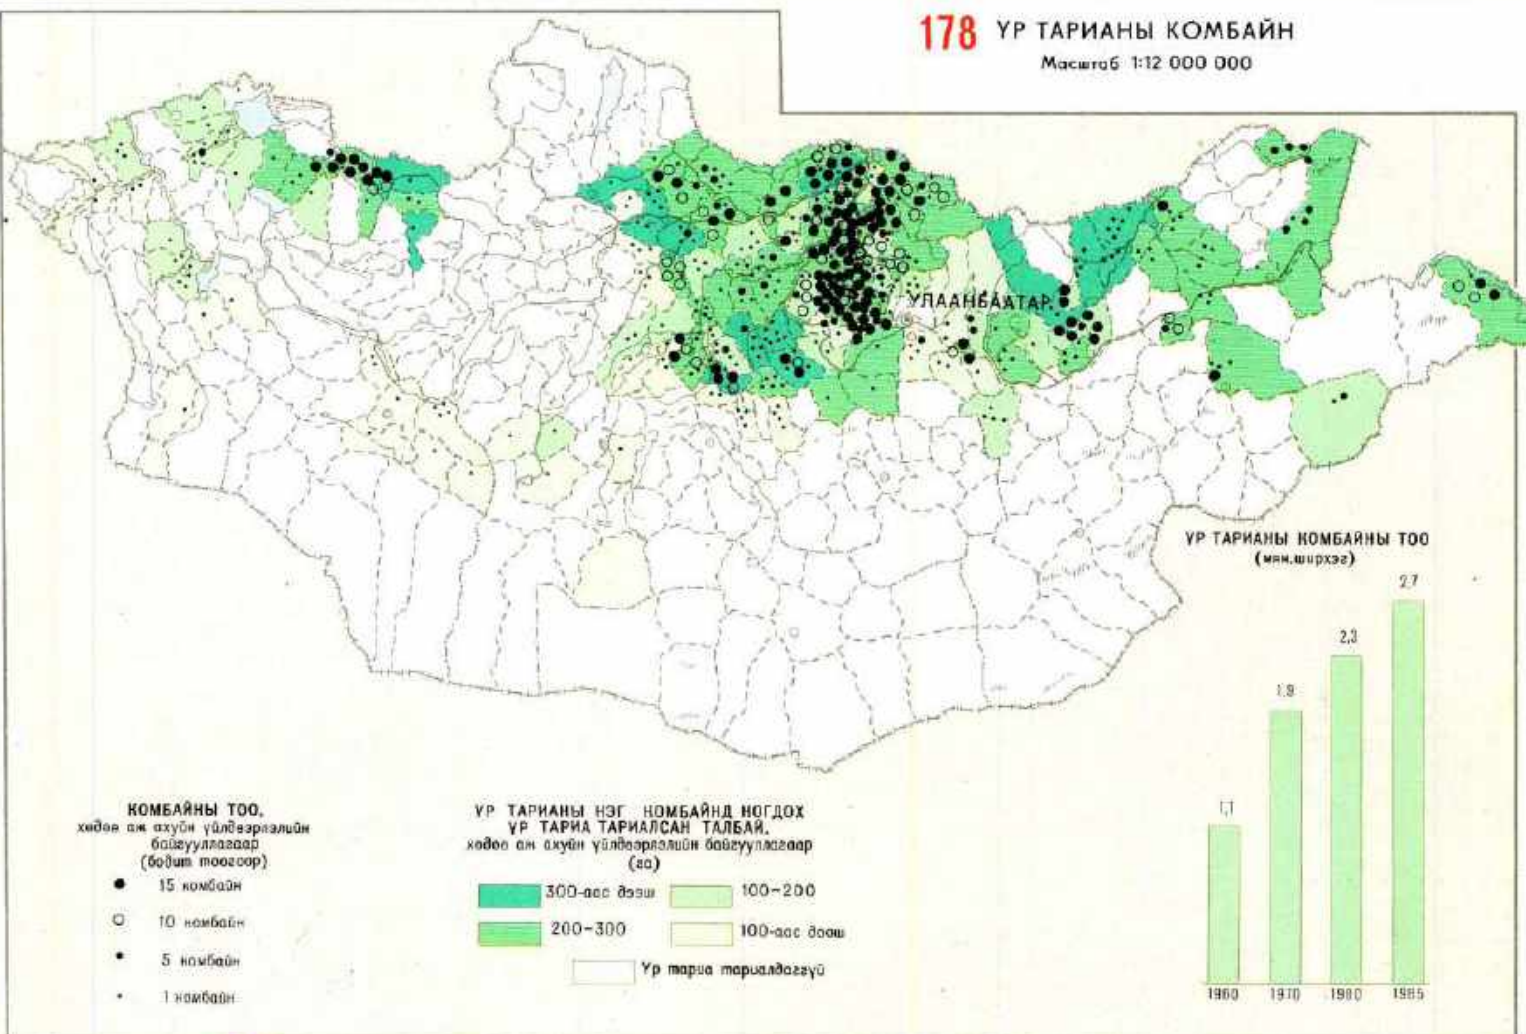 178 ҮР ТАРИАНЫ КОМБАЙН
Масштаб 1:12 000 000
УЛААНБААТАР
ҮР ТАРИАНЫ КОМБАЙНЫ ТОО
(мян.ширхэг)
2.7
2,3
1.9
1,1
1960 1970 1980 1985
КОМБАЙНЫ ТОО,
хөдөө аж ахуйн үйлдвэрлэлийн
байгууллагаар
(бодит тоогоор)
15 комбайн
10 комбайн
5 комбайн
1 комбайн
ҮР ТАРИАНЫ НЭГ КОМБАЙНД НОГДОХ
ҮР ТАРИА ТАРИАЛСАН ТАЛБАЙ,
хөдөө аж ахуйн үйлдвэрлэлийн байгууллагаар
(га)
300-аас дээш 100-200
200-300 100-аас доош
Үр тариа тариалдаггүй